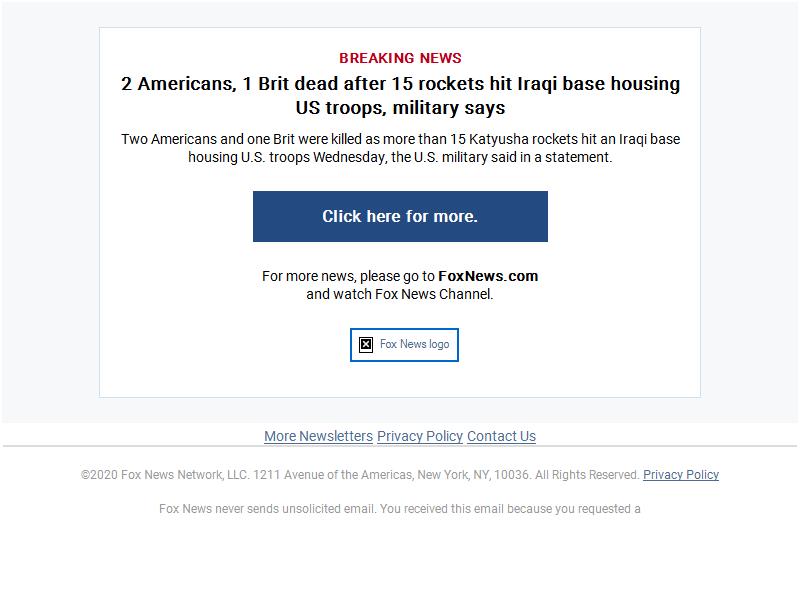 BREAKING NEWS
2 Americans, 1 Brit dead after 15 rockets hit Iraqi base housing
US troops, military says
Two Americans and one Brit were killed as more than 15 Katyusha rockets hit an Iraqi base
housing U.S. troops Wednesday, the U.S. military said in a statement.
Click here for more.
For more news, please go to FoxNews.com
and watch Fox News Channel.
Fox News logo
More Newsletters Privacy Policy Contact Us
©2020 Fox News Network, LLC. 1211 Avenue of the Americas, New York, NY, 10036. All Rights Reserved. Privacy Policy
Fox News never sends unsolicited email. You received this email because you requested a